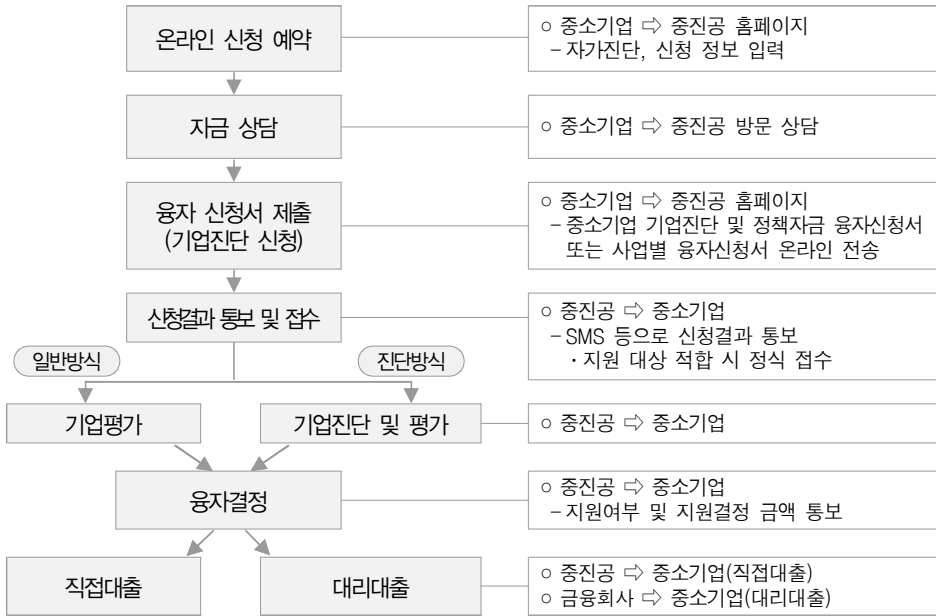 온라인 신청 예약
○ 중소기업 ⇨ 중진공 홈페이지
– 자가진단, 신청 정보 입력
자금 상담
○ 중소기업 ⇨ 중진공 방문 상담
융자 신청서 제출
(기업진단 신청)
○ 중소기업 ⇨ 중진공 홈페이지
– 중소기업 기업진단 및 정책자금 융자신청서
또는 사업별 융자신청서 온라인 전송
신청결과 통보 및 접수
○ 중진공 ⇨ 중소기업
– SMS 등으로 신청결과 통보
· 지원 대상 적합 시 정식 접수
일반방식
진단방식
기업평가
기업진단 및 평가
○ 중진공 ⇨ 중소기업
융자결정
○ 중진공 ⇨ 중소기업
– 지원여부 및 지원결정 금액 통보
직접대출
대리대출
○ 중진공 ⇨ 중소기업(직접대출)
○ 금융회사 ⇨ 중소기업(대리대출)